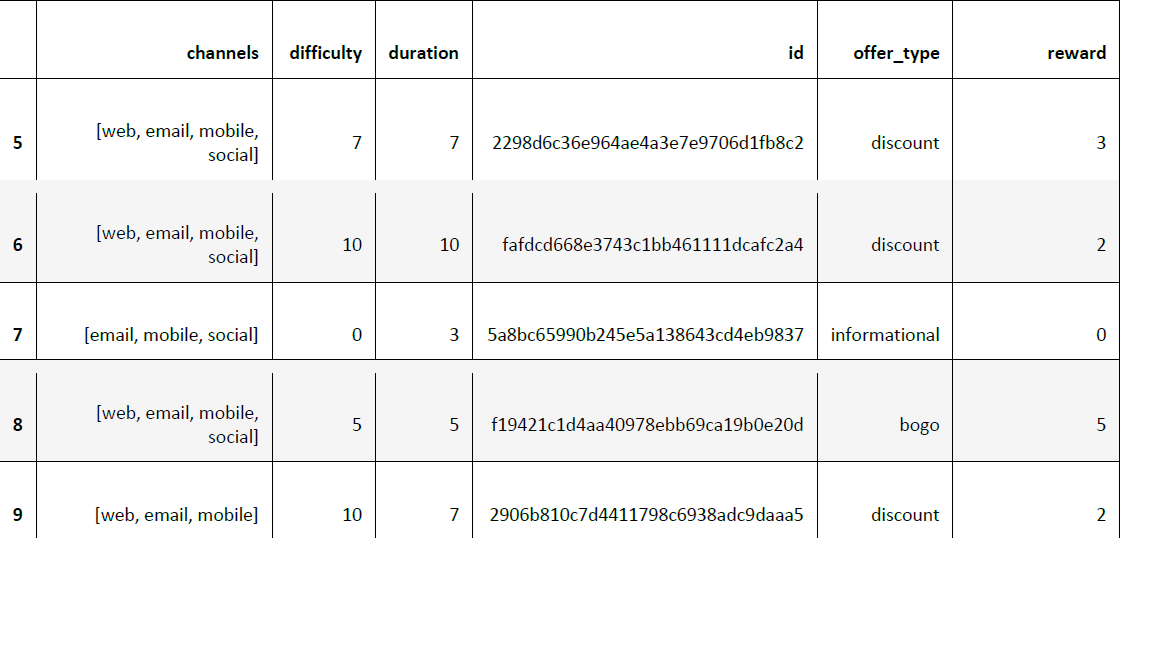 channels difficulty duration id offer_type reward
[web, email, mobile,
5 7 7 2298d6c36e964ae4a3e7e9706d1fb8c2 discount 3
social]
[web, email, mobile,
6 10 10 fafdcd668e3743c1bb461111dcafc2a4 discount 2
social]
7 [email, mobile, social] 0 3 5a8bc65990b245e5a138643cd4eb9837 informational 0
[web, email, mobile,
8 5 5 f19421c1d4aa40978ebb69ca19b0e20d bogo 5
social]
9 [web, email, mobile] 10 7 2906b810c7d4411798c6938adc9daaa5 discount 2